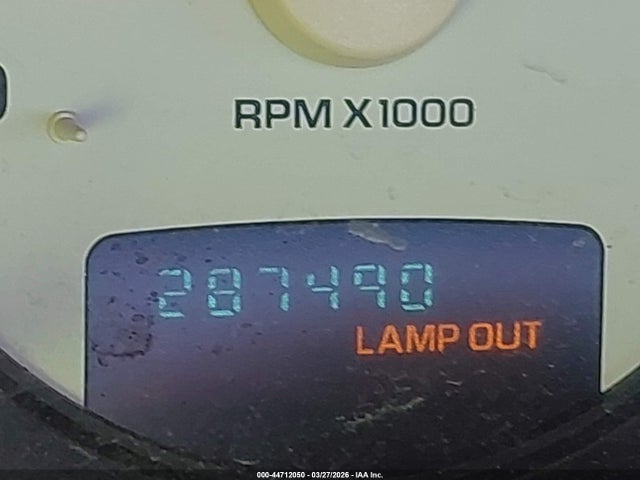 RPM X1000
287490
LAMP OUT
000-44712050 - 03/27/2026 - IAA Inc.